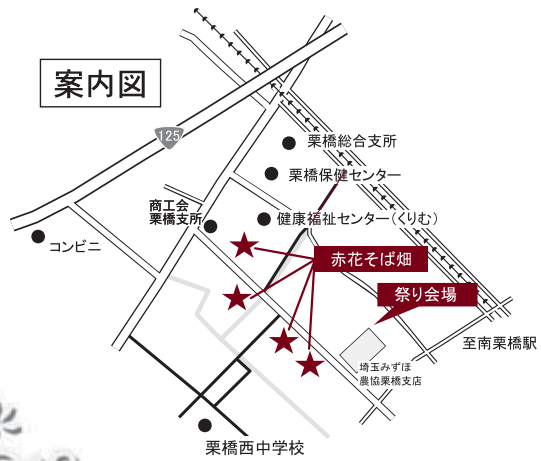 案内図
125
栗橋総合支所
栗橋保健センター
商工会
栗橋支所
健康福祉センター(くりむ)
コンビニ
赤花そば畑
祭り会場
至南栗橋駅
埼玉みずほ
農協栗橋支店
栗橋西中学校